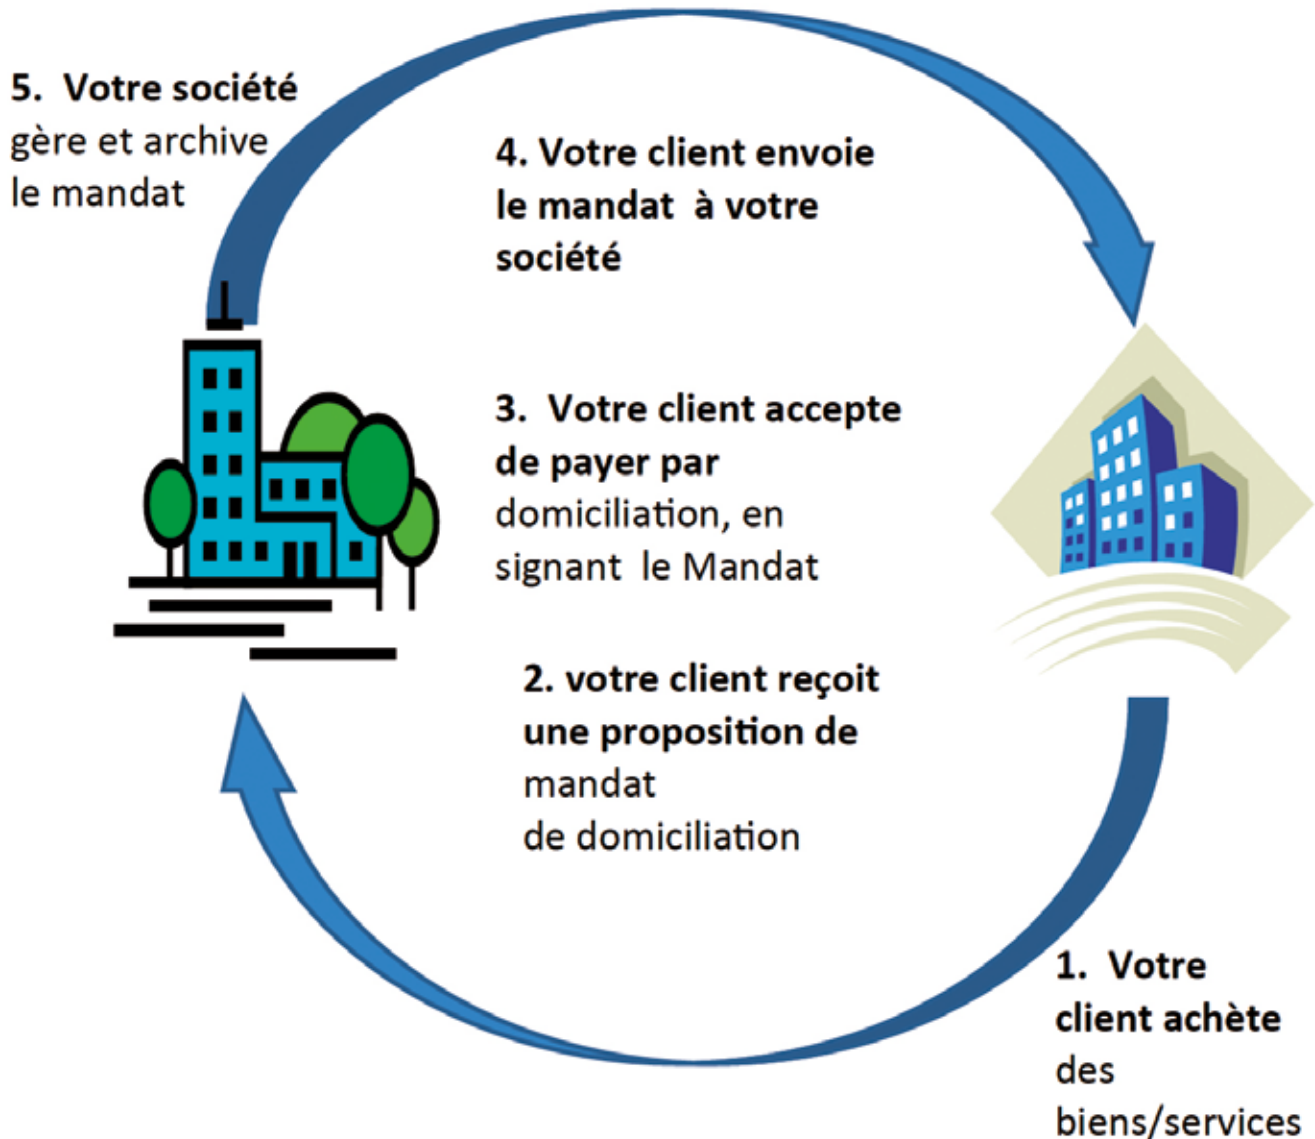 5. Votre société
gère et archive
le mandat
4. Votre client envoie
le mandat à votre
société
3. Votre client accepte
de payer par
domiciliation, en
signant le Mandat
2. votre client reçoit
une proposition de
mandat
de domiciliation
1. Votre
client achète
des
biens/services